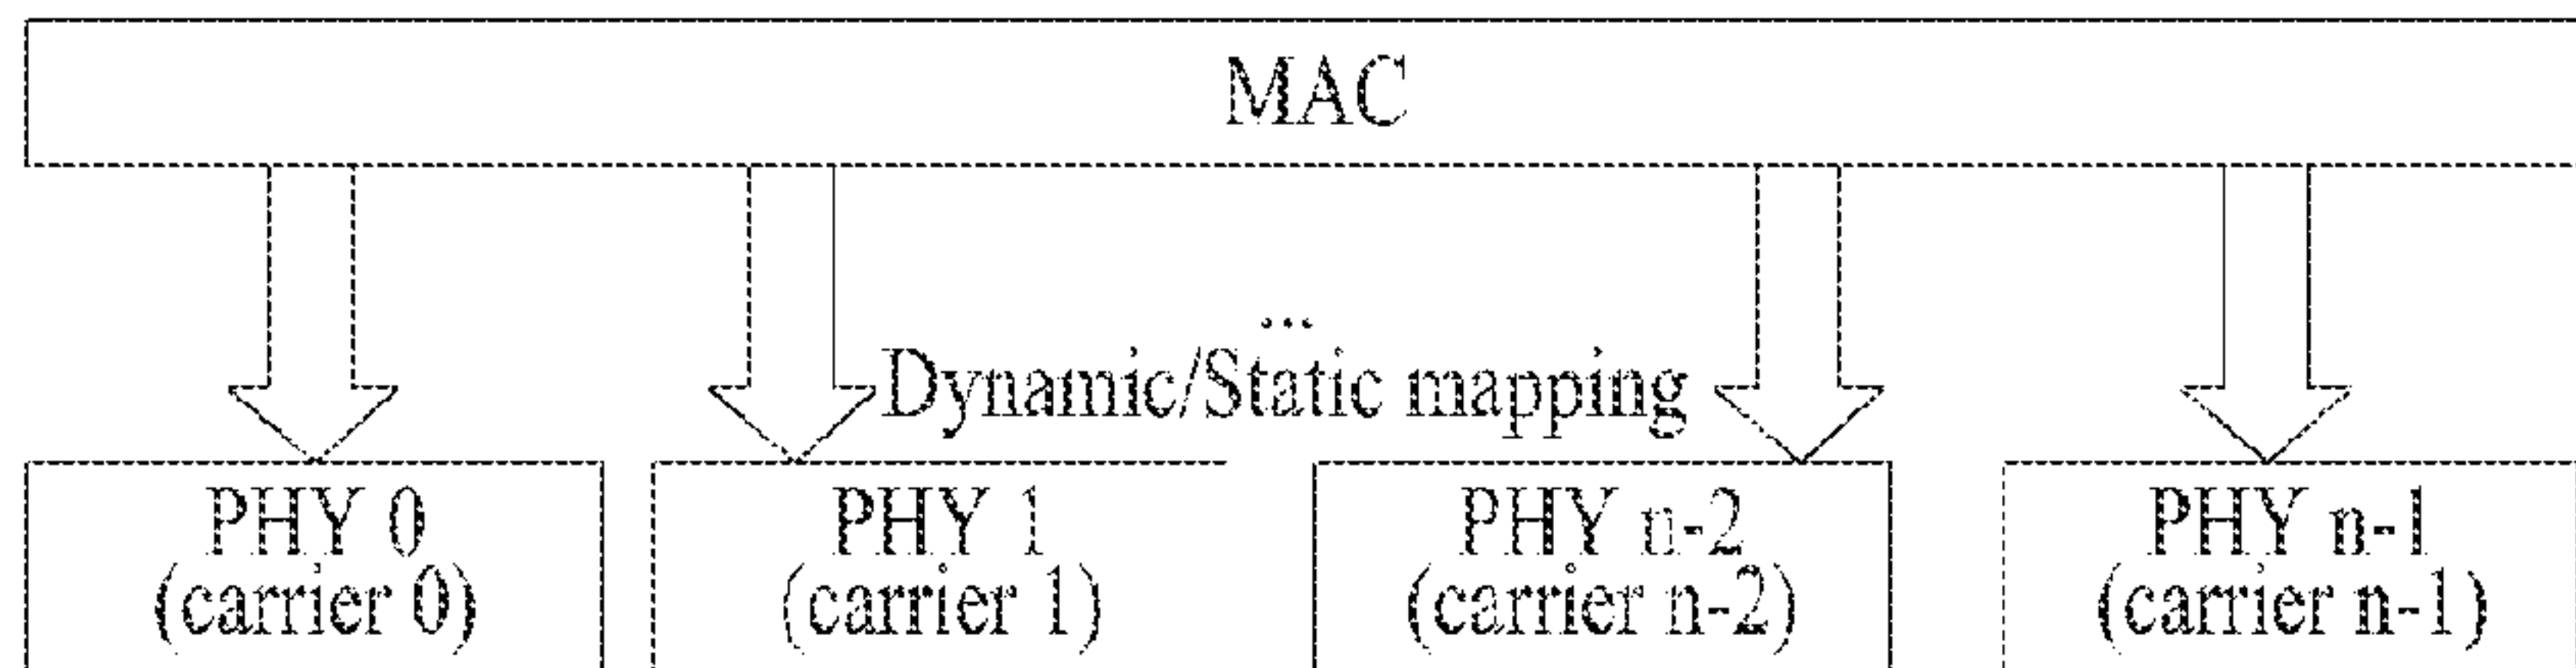 MAC
...
Dynamic/Static mapping
PHY 0
(carrier 0)
PHY 1
(carrier 1)
PHY n-2
(carrier n-2)
PHY n-1
(carrier n-1)